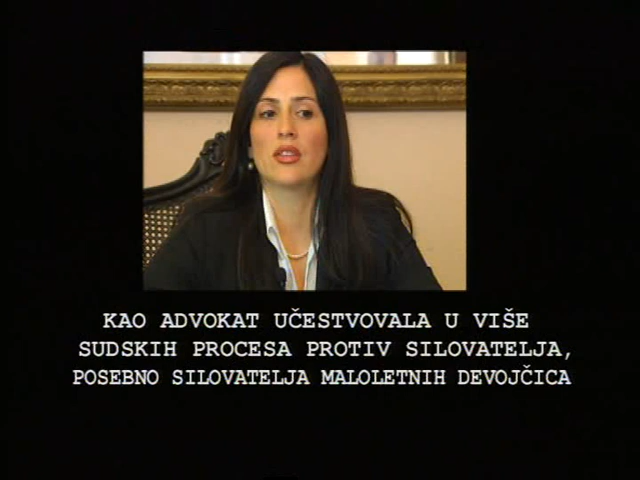 KAO ADVOKAT UČESTVOVALA U VIŠE
SUDSKIH PROCESA PROTIV SILOVATELJA,
POSEBNO SILOVATELJA MALOLETNIH DEVOJČICA